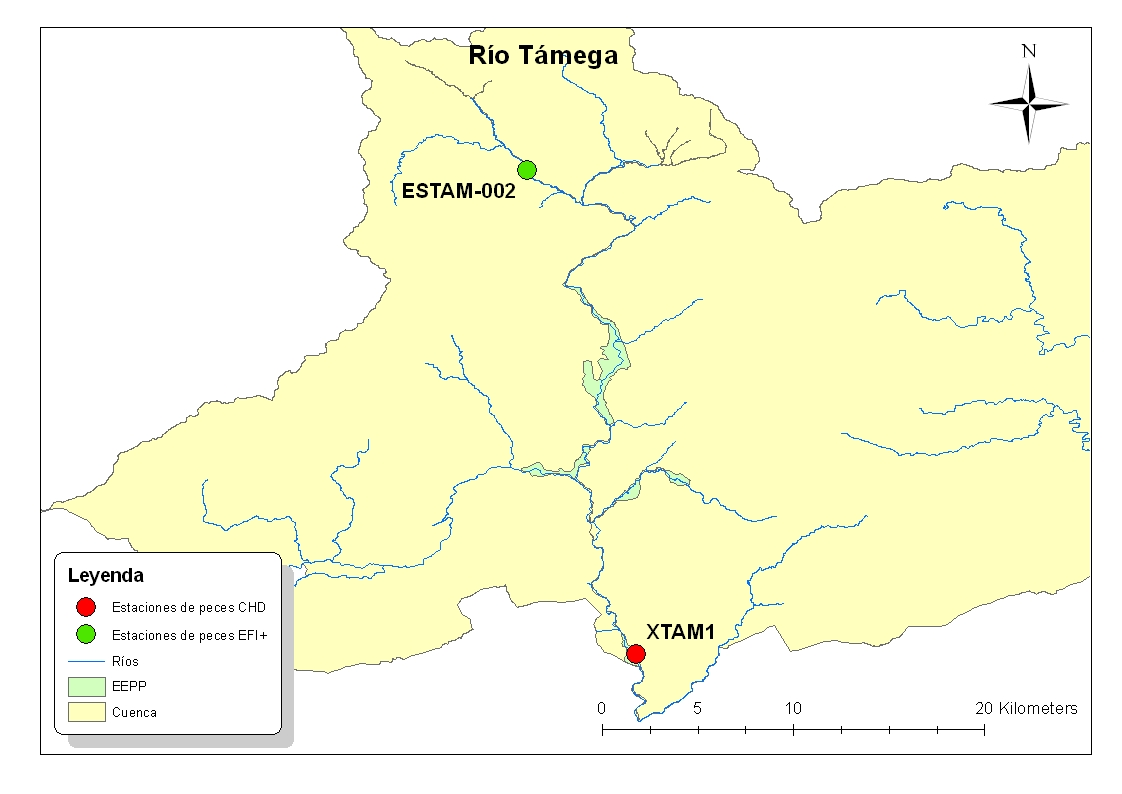 Río Támega
N
ESTAM-002
XTAM1
Leyenda
Estaciones de peces CHD
Estaciones de peces EFI+
Ríos
EEPP
Cuenca
0 5 10 20 Kilometers